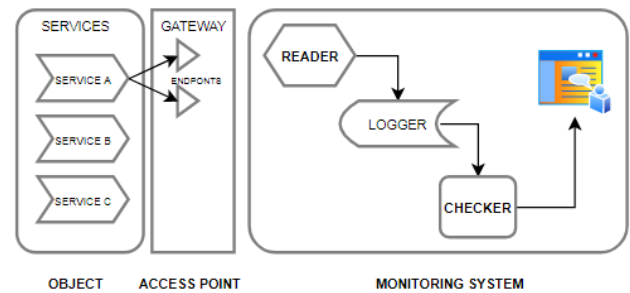 SERVICES
GATEWAY
READER
SERVICE A
ENDPONTS
LOGGER
SERVICE B
SERVICE C
CHECKER
OBJECT
ACCESS POINT
MONITORING SYSTEM